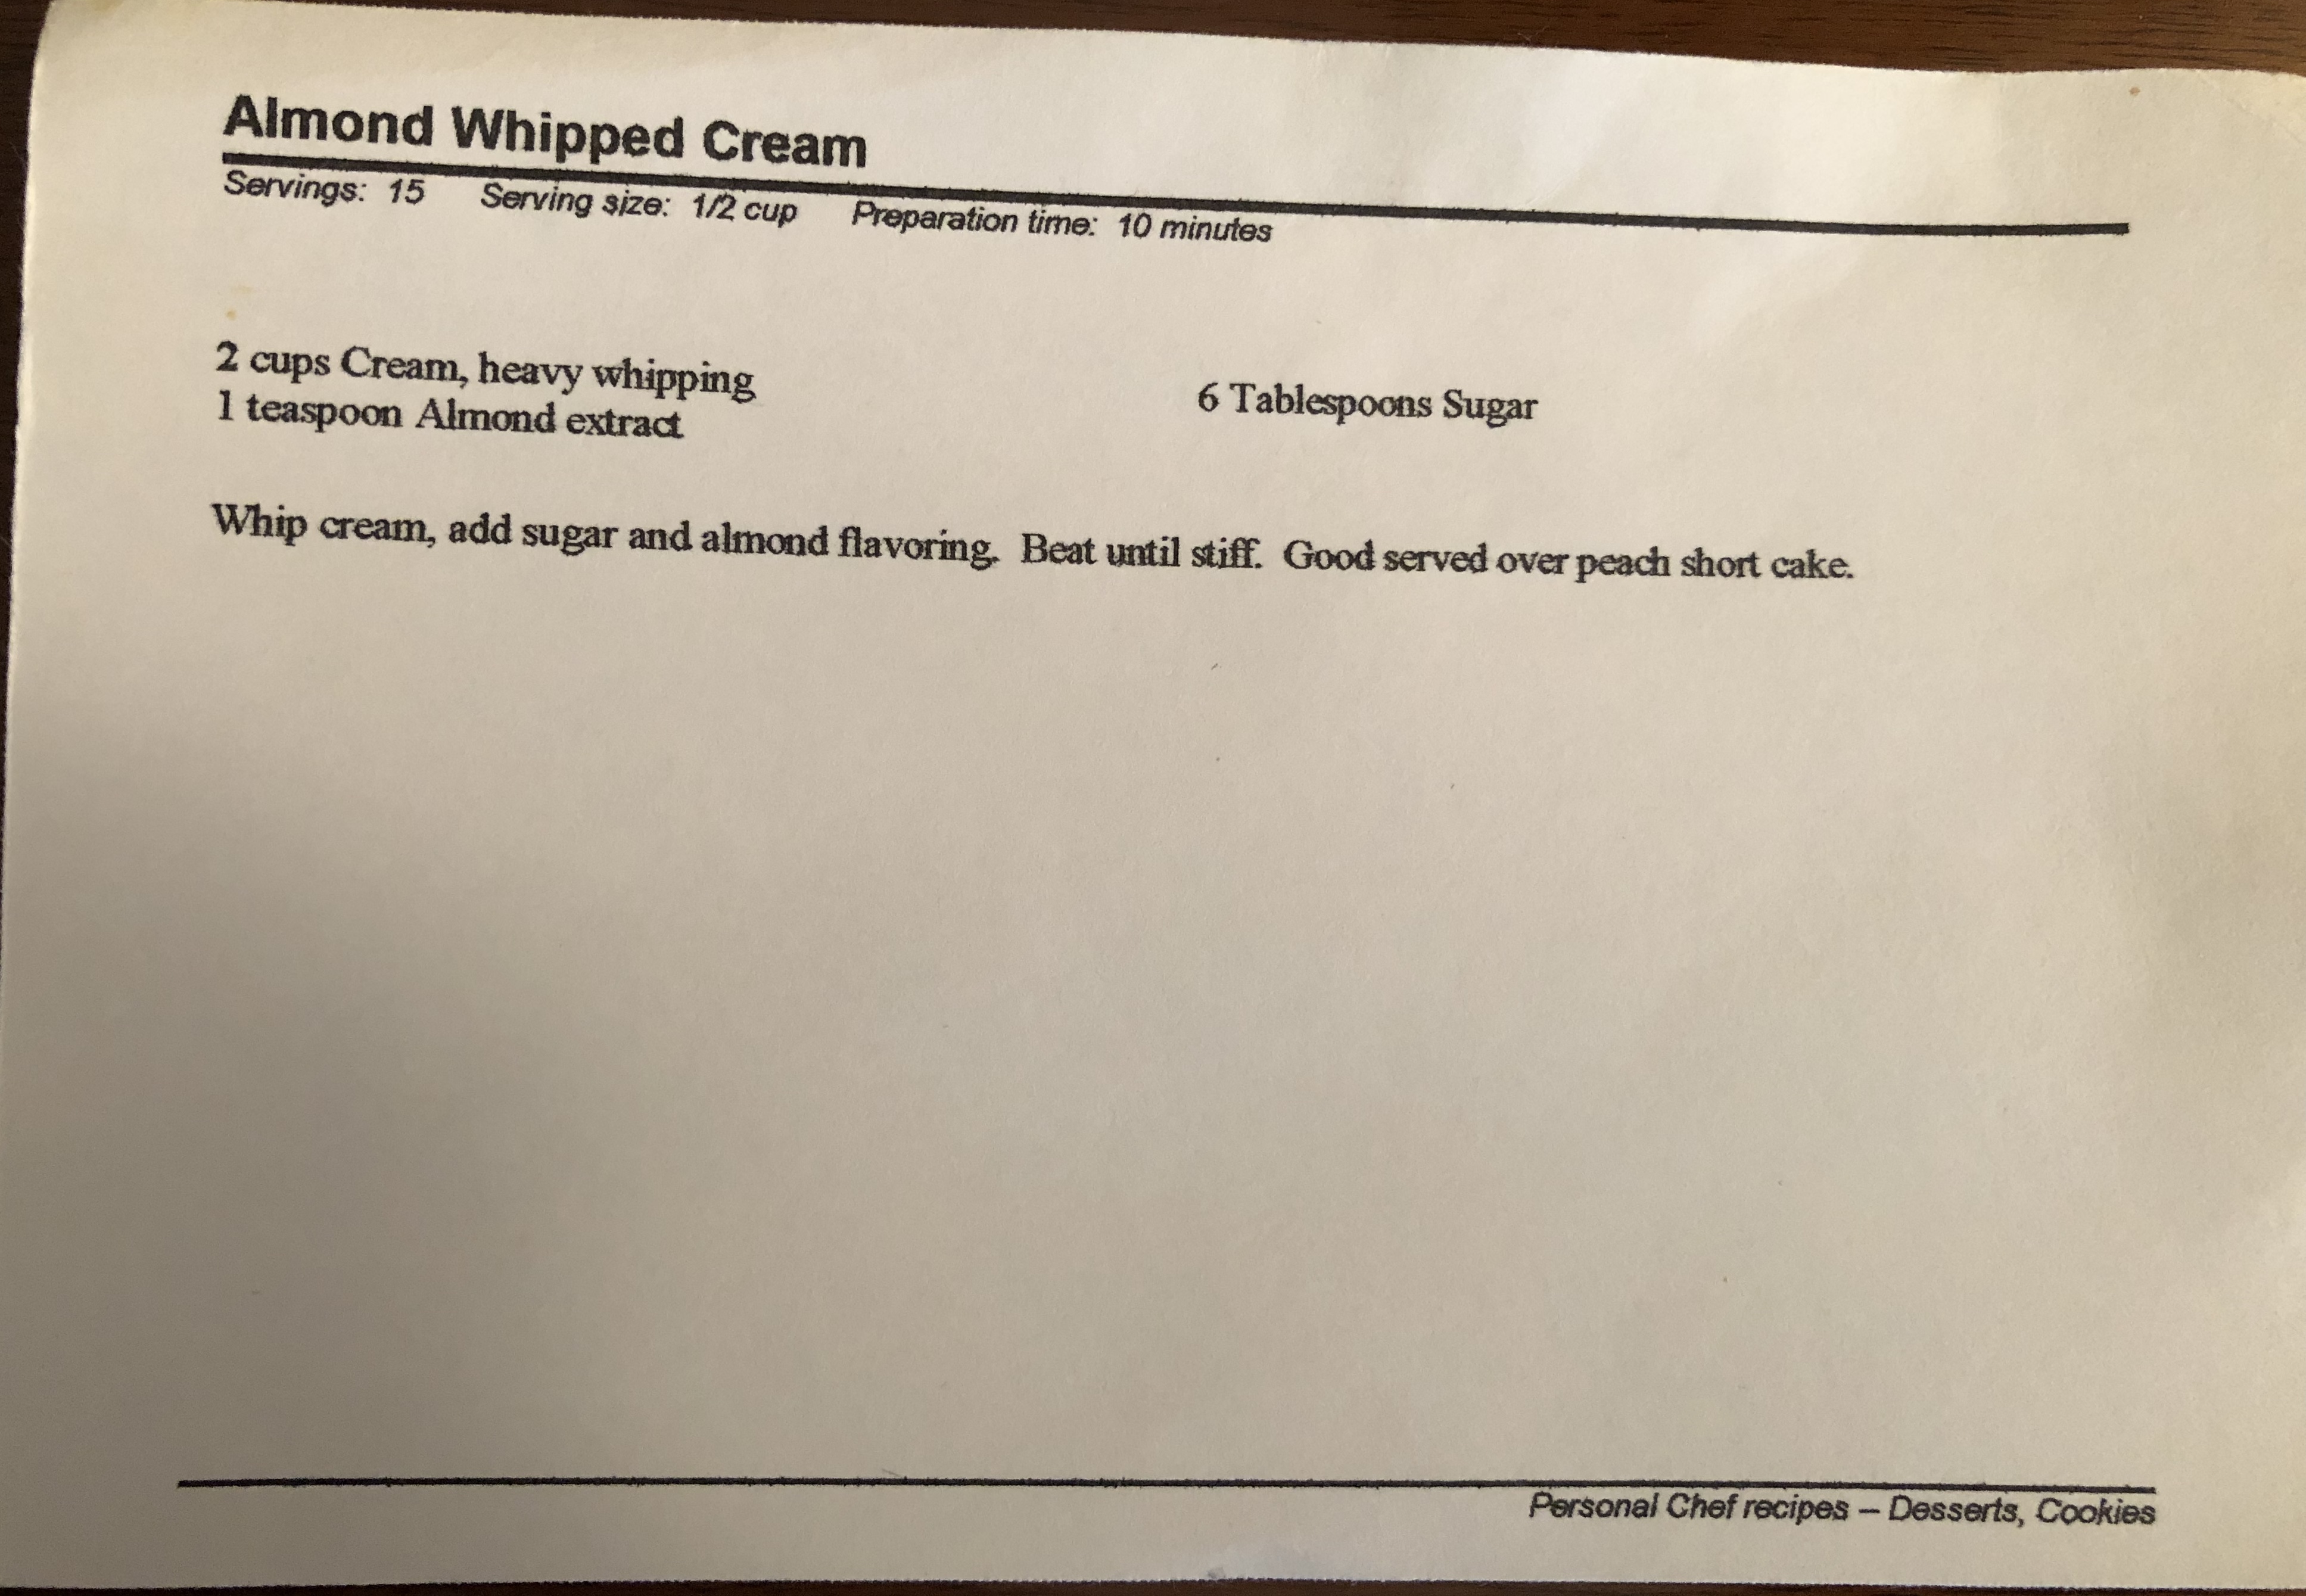 Almond Whipped Cream
Servings: 15 Serving size: 1/2 cup Preparation time: 10 minutes
2 cups Cream, heavy whipping
1 teaspoon Almond extract
6 Tablespoons Sugar
Whip cream, add sugar and almond flavoring. Beat until stiff. Good served over peach short cake.
Personal Chef recipes – Desserts, Cookies